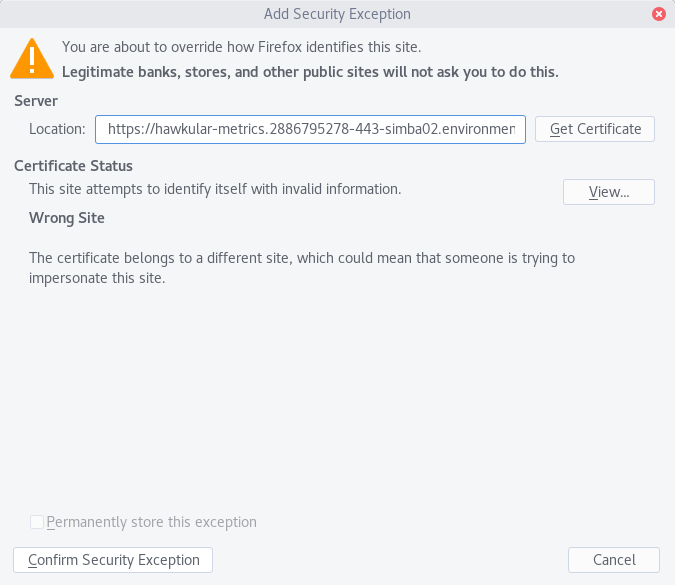 Add Security Exception
You are about to override how Firefox identifies this site.
Legitimate banks, stores, and other public sites will not ask you to do this.
Server
Location: https://hawkular-metrics.2886795278-443-simba02.environmen Get Certificate
Certificate Status
This site attempts to identify itself with invalid information. View...
Wrong Site
The certificate belongs to a different site, which could mean that someone is trying to
impersonate this site.
Permanently store this exception
Confirm Security Exception Cancel